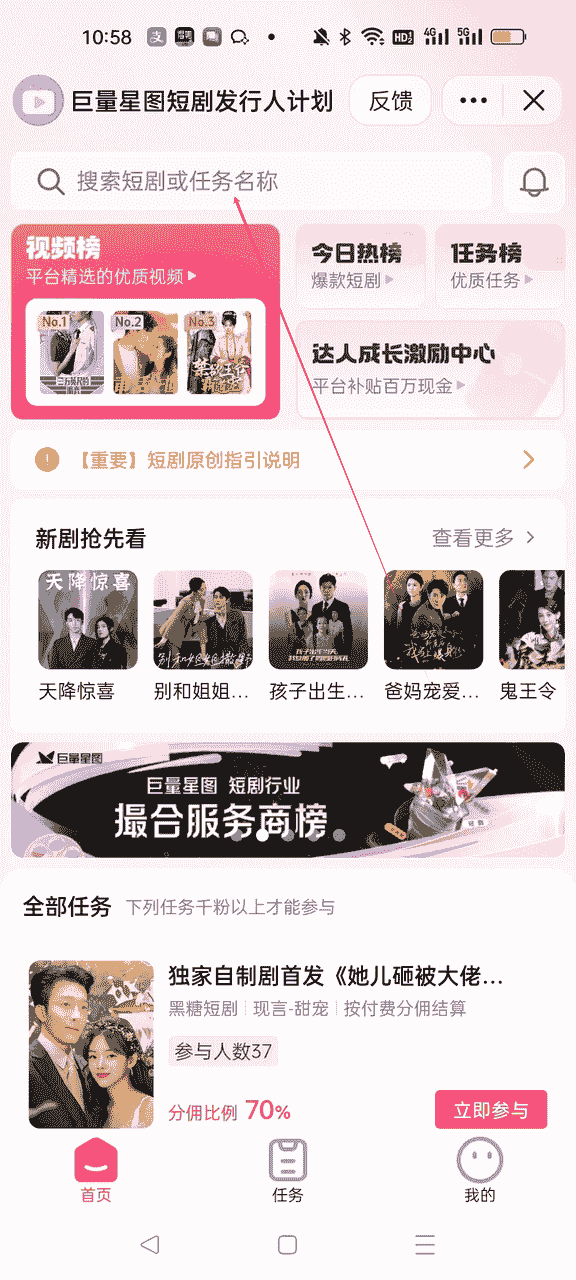 10:58
HD2 4G 5G
巨量星图短剧发行人计划
反馈
搜索短剧或任务名称
视频榜
平台精选的优质视频
No.1
No.2
No.3
今日热榜
爆款短剧
任务榜
优质任务
达人成长激励中心
平台补贴百万现金
【重要】短剧原创指引说明
新剧抢先看
查看更多
天降惊喜
天降惊喜
别和姐姐...
孩子出生...
爸妈宠爱...
鬼王令
巨量星图
巨量星图 短剧行业
撮合服务商榜
全部任务
下列任务千粉以上才能参与
独家自制剧首发《她儿砸被大佬...
黑糖短剧 现言-甜宠 按付费分佣结算
参与人数37
分佣比例 70%
立即参与
首页
任务
我的